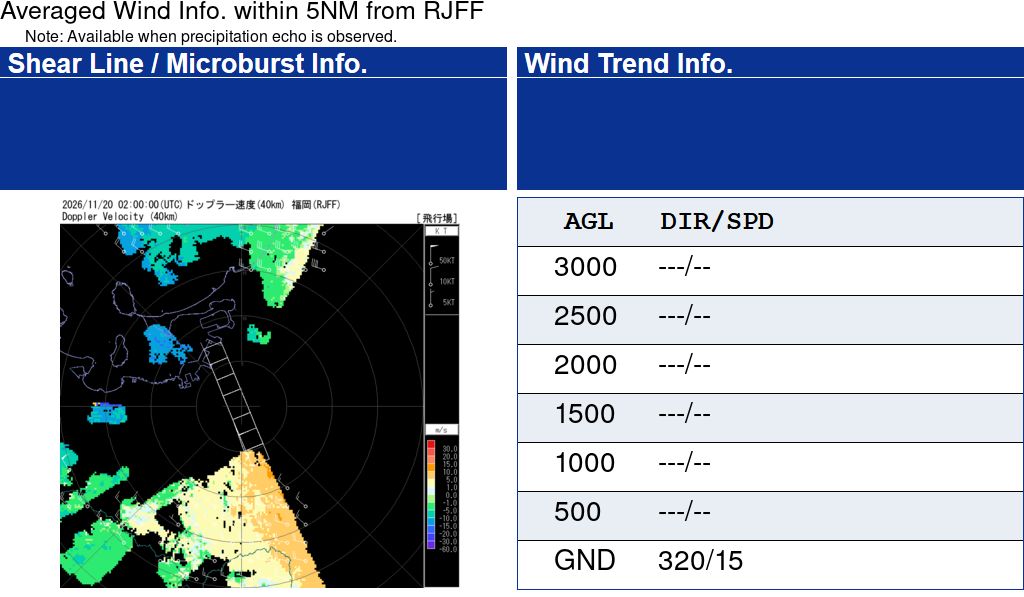 Averaged Wind Info. within 5NM from RJFF
Note: Available when precipitation echo is observed.
Shear Line / Microburst Info.
Wind Trend Info.
2026/11/20 02:00:00(UTC) ドップラー速度(40km) 福岡(RJFF)
Doppler Velocity (40km)
[飛行場]
KT
50KT
10KT
5KT
m/s
30.0
20.0
15.0
10.0
5.0
1.0
0.0
-1.0
-5.0
-10.0
-15.0
-20.0
-30.0
-60.0
AGL DIR/SPD
3000 ---/--
2500 ---/--
2000 ---/--
1500 ---/--
1000 ---/--
500 ---/--
GND 320/15